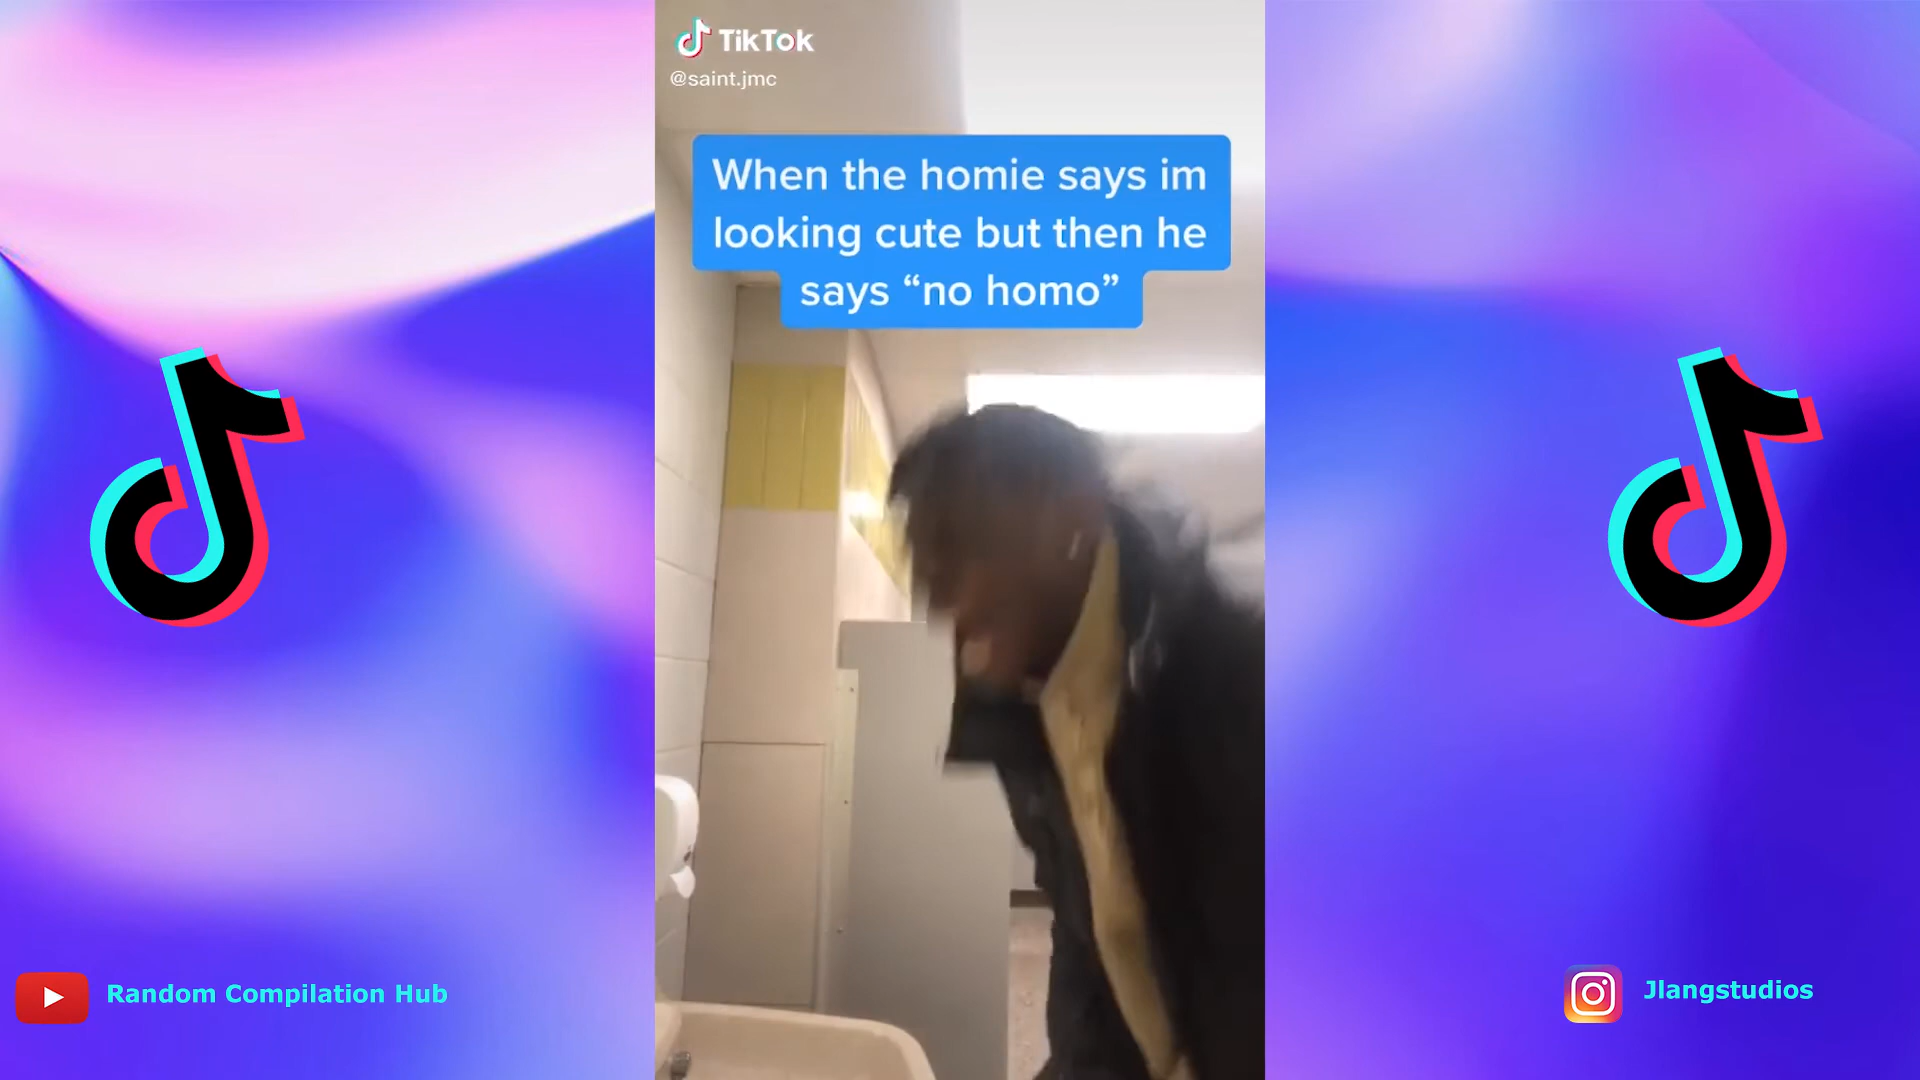 TikTok
@saint.jmc
When the homie says im
looking cute but then he
says “no homo”
Random Compilation Hub
Jlangstudios